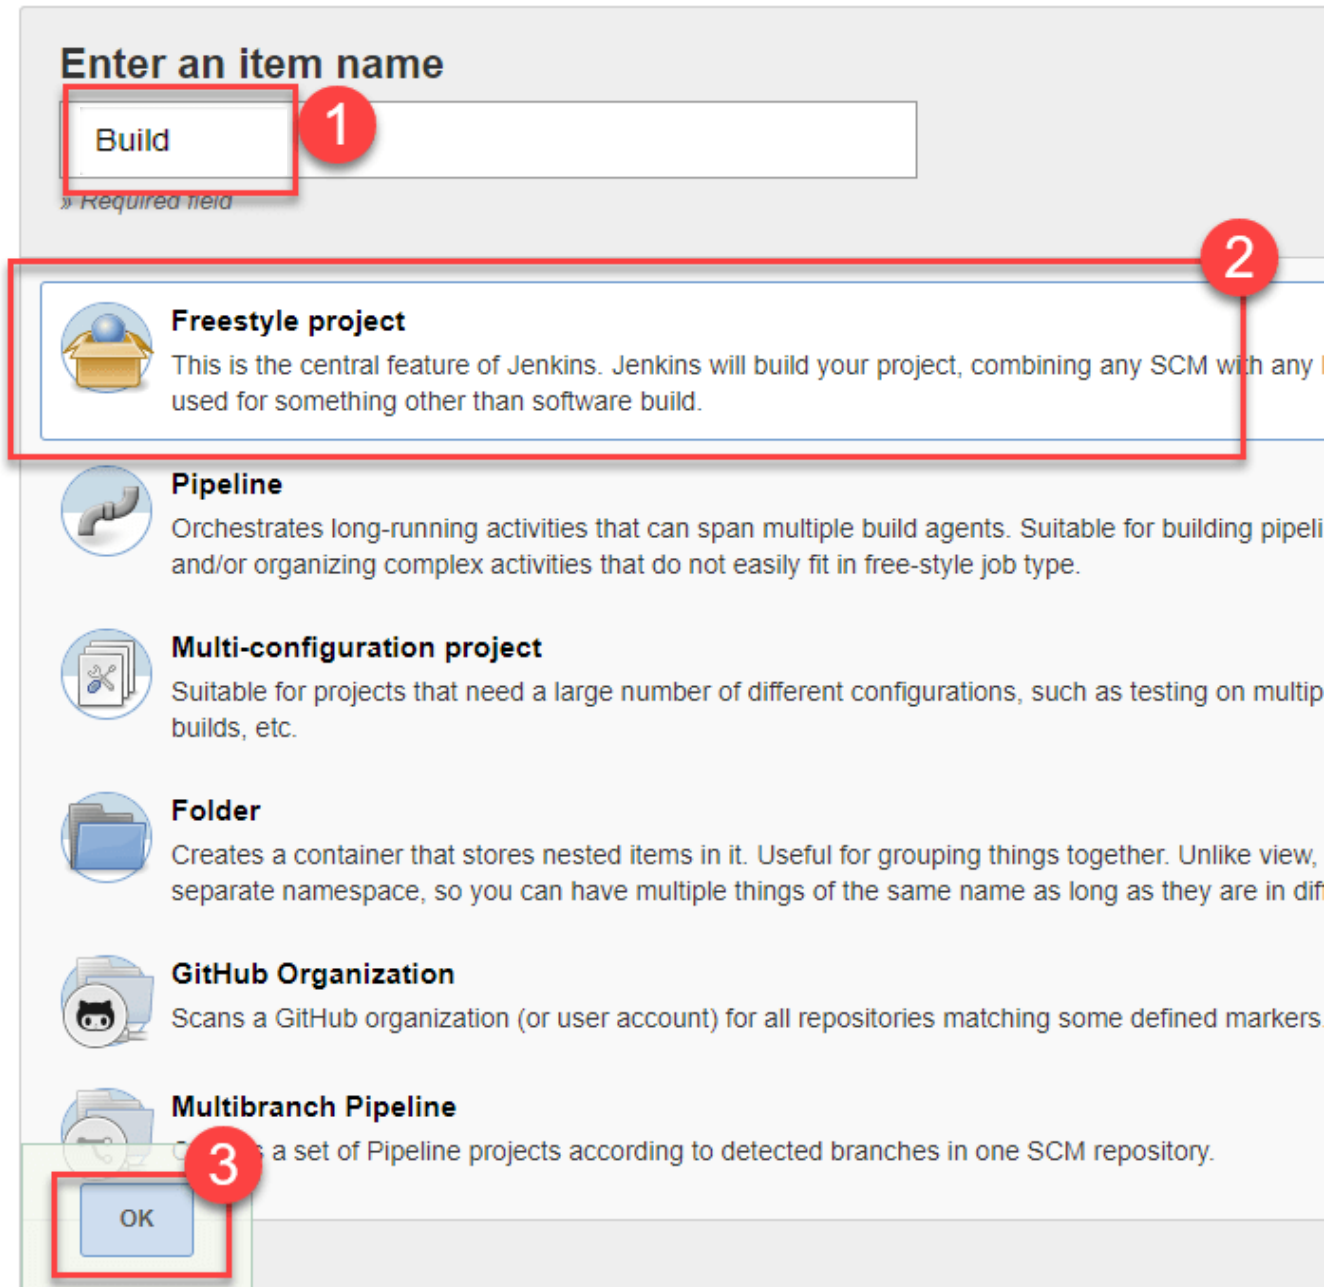 Enter an item name
Build
1
» Required field
2
Freestyle project
This is the central feature of Jenkins. Jenkins will build your project, combining any SCM with any
used for something other than software build.
Pipeline
Orchestrates long-running activities that can span multiple build agents. Suitable for building pipeli
and/or organizing complex activities that do not easily fit in free-style job type.
Multi-configuration project
Suitable for projects that need a large number of different configurations, such as testing on multip
builds, etc.
Folder
Creates a container that stores nested items in it. Useful for grouping things together. Unlike view,
separate namespace, so you can have multiple things of the same name as long as they are in diff
GitHub Organization
Scans a GitHub organization (or user account) for all repositories matching some defined markers.
Multibranch Pipeline
a set of Pipeline projects according to detected branches in one SCM repository.
3
OK